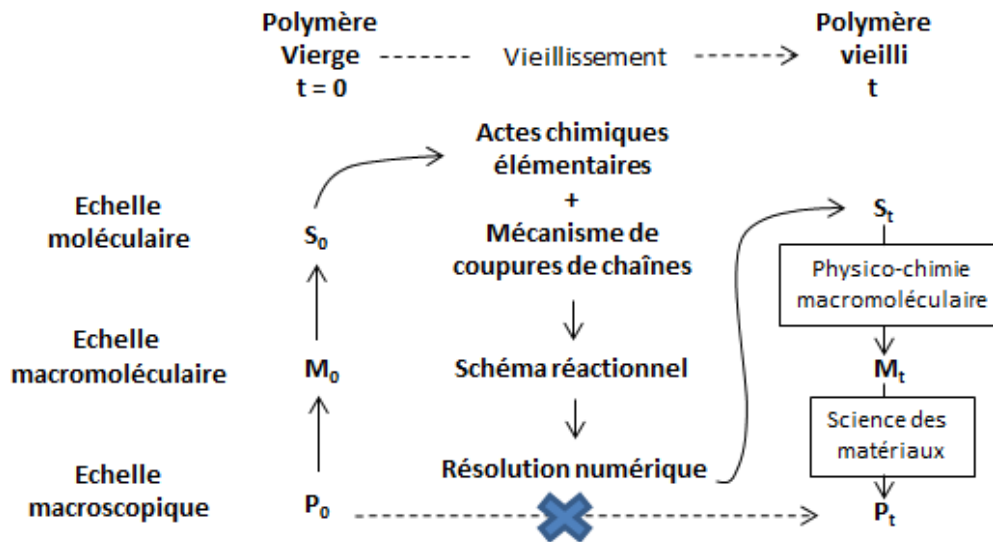 Polymère
Vierge
t = 0
Vieillissement
Polymère
vieilli
t
Actes chimiques
élémentaires
+
Mécanisme de
coupures de chaînes
Echelle
moléculaire
S₀
Sₜ
Physico-chimie
macromoléculaire
Echelle
macromoléculaire
M₀
Schéma réactionnel
Mₜ
Science des
matériaux
Echelle
macroscopique
Résolution numérique
P₀
Pₜ